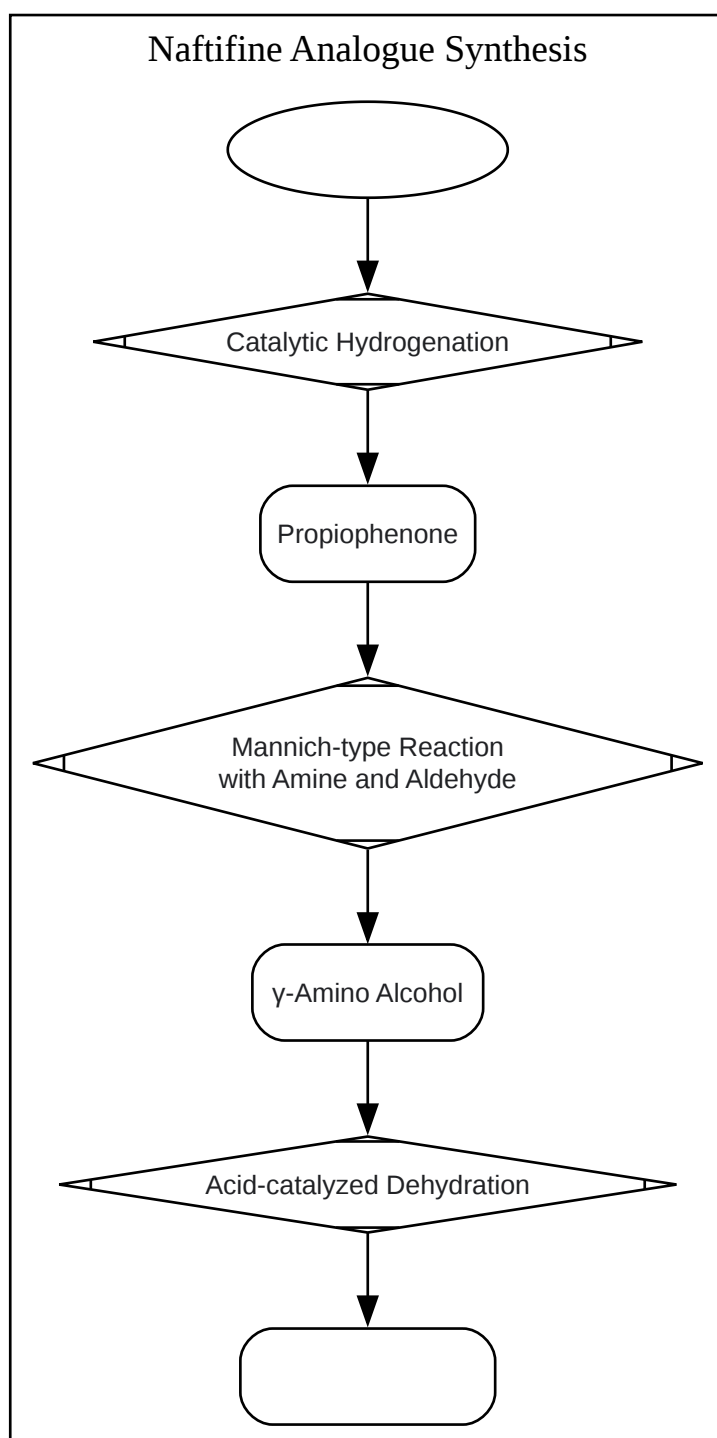 Naftifine Analogue Synthesis
Catalytic Hydrogenation
Propiophenone
Mannich-type Reaction
with Amine and Aldehyde
γ-Amino Alcohol
Acid-catalyzed Dehydration